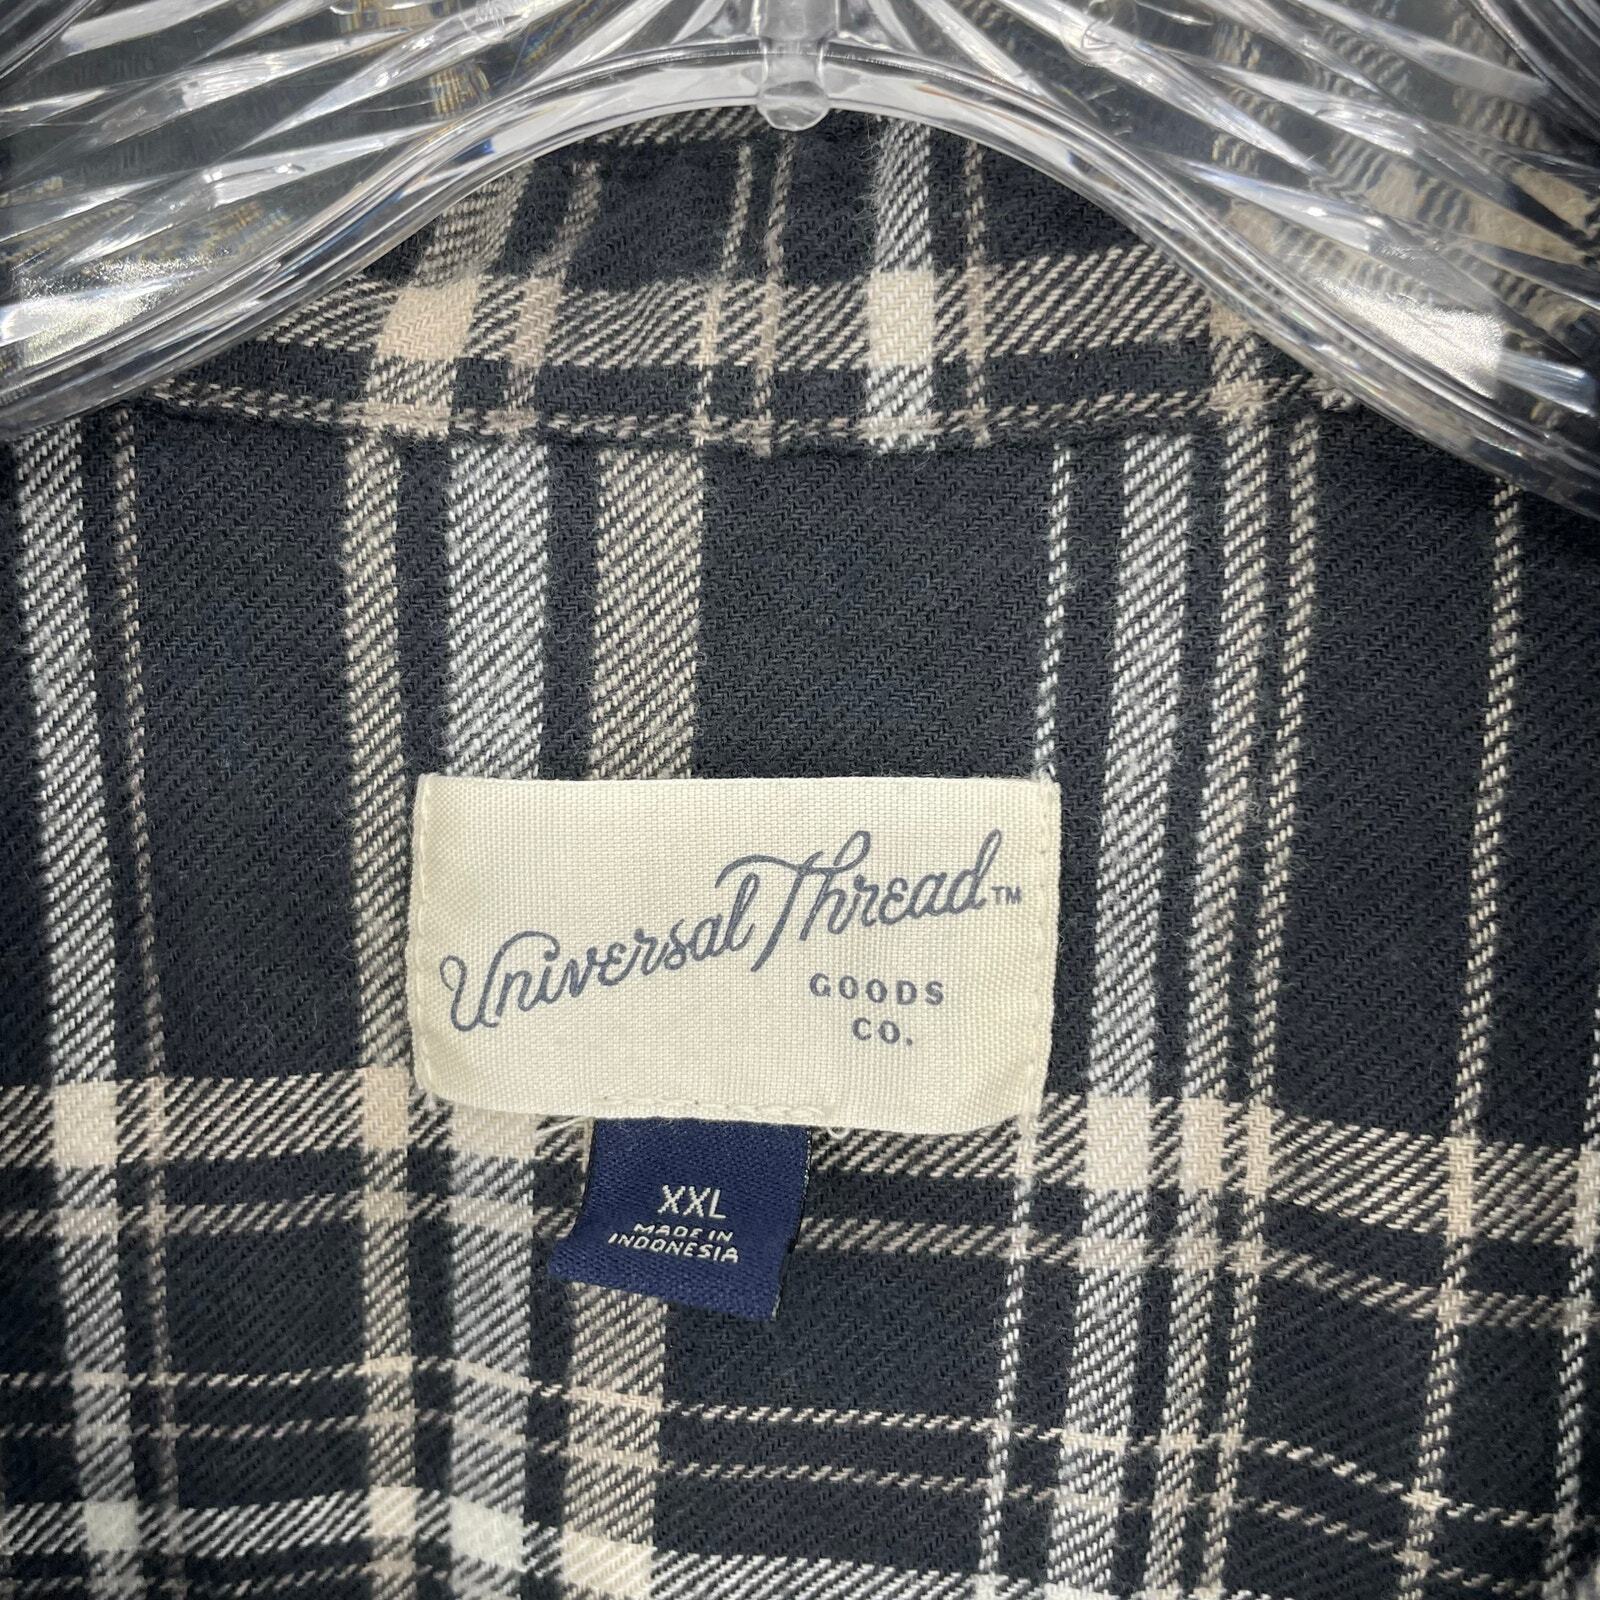 Universal Thread™
GOODS
CO.
XXL
MADE IN
INDONESIA